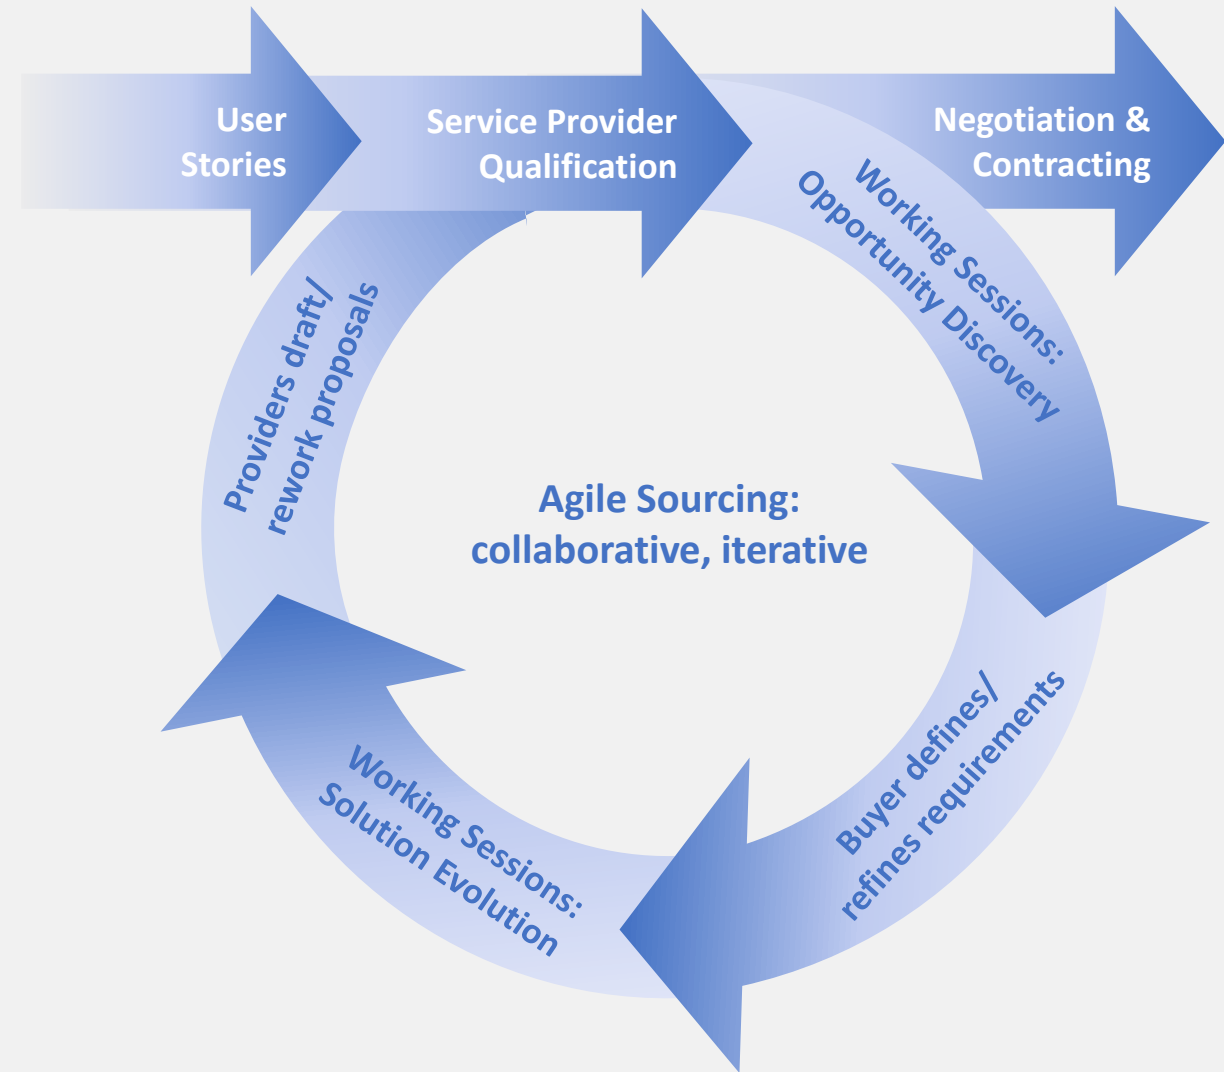 User
Stories
Service Provider
Qualification
Negotiation &
Contracting
Working Sessions:
Opportunity Discovery
Buyer defines/
refines requirements
Working Sessions:
Solution Evolution
Providers draft/
rework proposals
Agile Sourcing:
collaborative, iterative